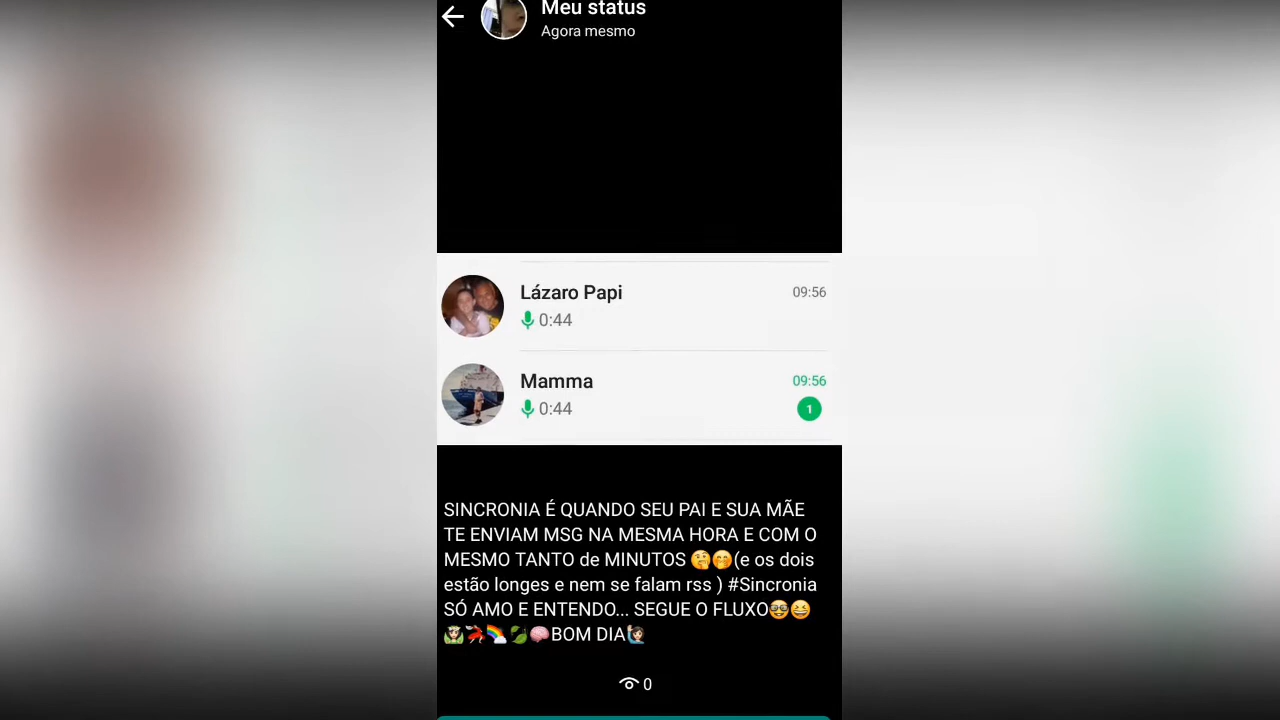 Meu status
Agora mesmo
Lázaro Papi 09:56
0:44
Mamma 09:56
0:44 1
SINCRONIA É QUANDO SEU PAI E SUA MÃE
TE ENVIAM MSG NA MESMA HORA E COM O
MESMO TANTO de MINUTOS 🤔🤭(e os dois
estão longes e nem se falam rss ) #Sincronia
SÓ AMO E ENTENDO... SEGUE O FLUXO🥸😆
🧝🏻‍♀️🧚🏻‍♀️🌈🍃🧠BOM DIA🙋🏻‍♀️
0